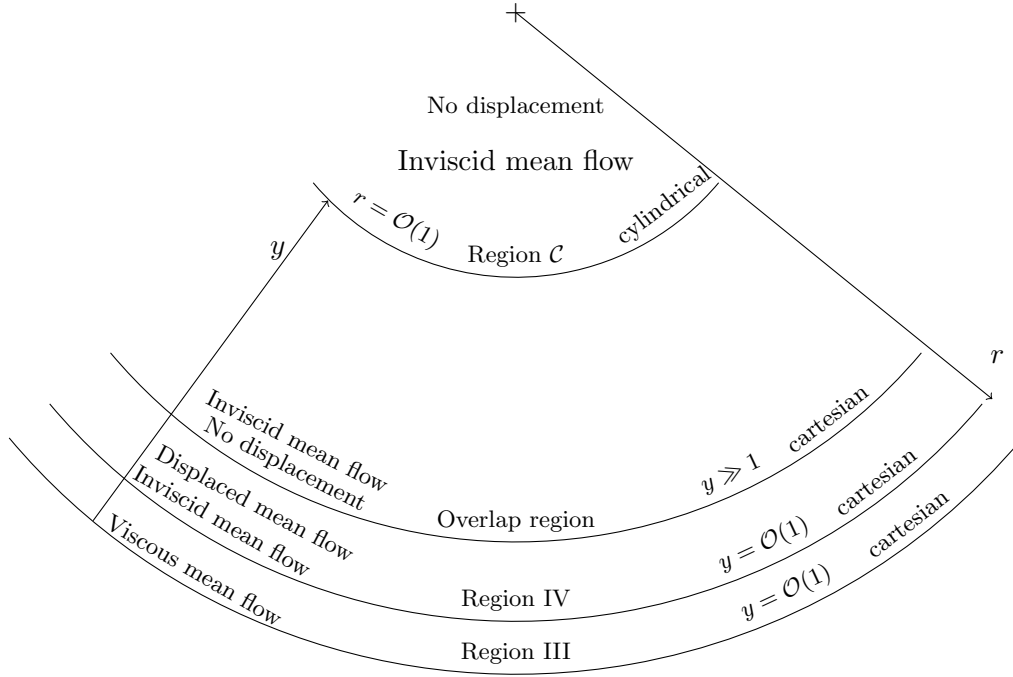 No displacement
Inviscid mean flow
r = O(1)
cylindrical
Region C
y
r
Inviscid mean flow
No displacement
y ≫ 1
cartesian
Overlap region
Displaced mean flow
Inviscid mean flow
y = O(1)
cartesian
Region IV
Viscous mean flow
y = O(1)
cartesian
Region III